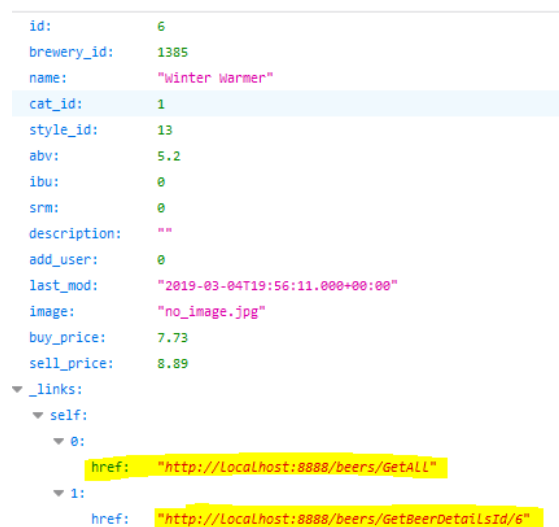 id: 6
brewery_id: 1385
name: "Winter Warmer"
cat_id: 1
style_id: 13
abv: 5.2
ibu: 0
srm: 0
description: ""
add_user: 0
last_mod: "2019-03-04T19:56:11.000+00:00"
image: "no_image.jpg"
buy_price: 7.73
sell_price: 8.89
_links:
self:
0:
href: "http://localhost:8888/beers/GetALL"
1:
href: "http://localhost:8888/beers/GetBeerDetailsId/6"